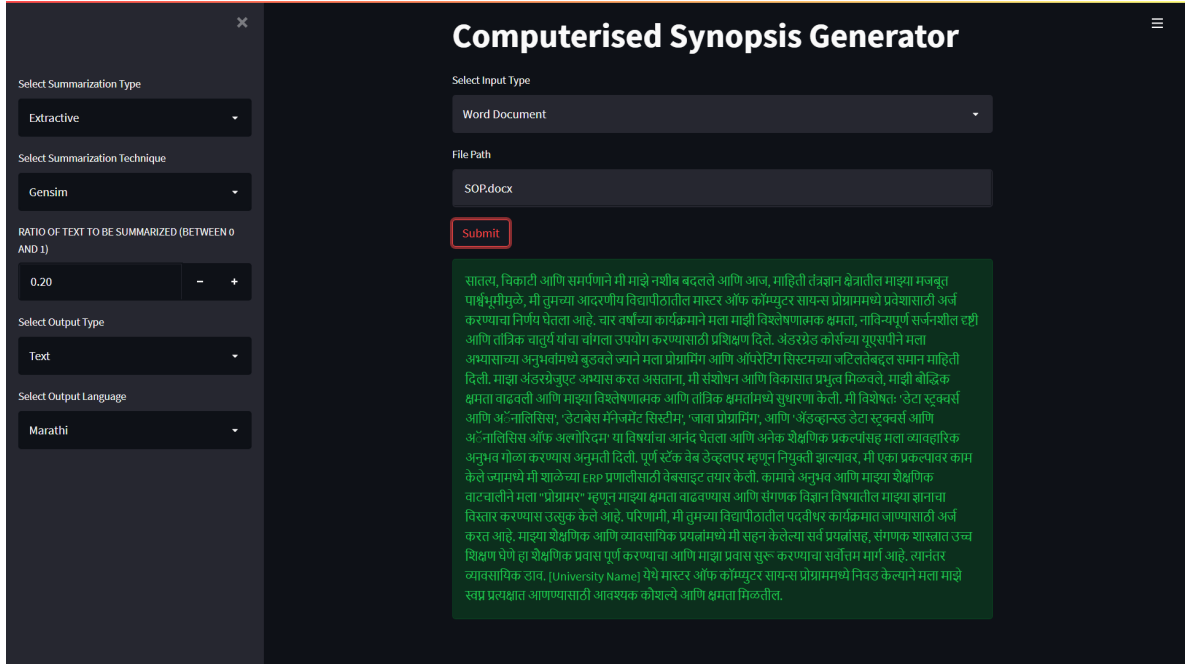 ×
Select Summarization Type
Extractive
Select Summarization Technique
Gensim
RATIO OF TEXT TO BE SUMMARIZED (BETWEEN 0
AND 1)
0.20 − +
Select Output Type
Text
Select Output Language
Marathi
Computerised Synopsis Generator
Select Input Type
Word Document
File Path
SOP.docx
Submit
सातत्य, चिकाटी आणि समर्पणाने मी माझे नशीब बदलले आणि आज, माहिती तंत्रज्ञान क्षेत्रातील माझ्या मजबूत
पार्श्वभूमीमुळे, मी तुमच्या आदरणीय विद्यापीठातील मास्टर ऑफ कॉम्प्युटर सायन्स प्रोग्राममध्ये प्रवेशासाठी अर्ज
करण्याचा निर्णय घेतला आहे. चार वर्षांच्या कार्यक्रमाने मला माझी विश्लेषणात्मक क्षमता, नाविन्यपूर्ण सर्जनशील दृष्टी
आणि तांत्रिक चातुर्य यांचा चांगला उपयोग करण्यासाठी प्रशिक्षण दिले. अंडरग्रेड कोर्सच्या यूएसपीने मला
अभ्यासाच्या अनुभवांमध्ये बुडवले ज्याने मला प्रोग्रामिंग आणि ऑपरेटिंग सिस्टमच्या जटिलतेबद्दल समान माहिती
दिली. माझा अंडरग्रेजुएट अभ्यास करत असताना, मी संशोधन आणि विकासात प्रभुत्व मिळवले, माझी बौद्धिक
क्षमता वाढवली आणि माझ्या विश्लेषणात्मक आणि तांत्रिक क्षमतांमध्ये सुधारणा केली. मी विशेषतः 'डेटा स्ट्रक्चर्स
आणि अॅनालिसिस', 'डेटाबेस मॅनेजमेंट सिस्टीम', 'जावा प्रोग्रामिंग', आणि 'अॅडव्हान्स्ड डेटा स्ट्रक्चर्स आणि
अॅनालिसिस ऑफ अल्गोरिदम' या विषयांचा आनंद घेतला आणि अनेक शैक्षणिक प्रकल्पांसह मला व्यावहारिक
अनुभव गोळा करण्यास अनुमती दिली. पूर्ण स्टॅक वेब डेव्हलपर म्हणून नियुक्ती झाल्यावर, मी एका प्रकल्पावर काम
केले ज्यामध्ये मी शाळेच्या ERP प्रणालीसाठी वेबसाइट तयार केली. कामाचे अनुभव आणि माझ्या शैक्षणिक
वाटचालीने मला "प्रोग्रामर" म्हणून माझ्या क्षमता वाढवण्यास आणि संगणक विज्ञान विषयातील माझ्या ज्ञानाचा
विस्तार करण्यास उत्सुक केले आहे. परिणामी, मी तुमच्या विद्यापीठातील पदवीधर कार्यक्रमात जाण्यासाठी अर्ज
करत आहे. माझ्या शैक्षणिक आणि व्यावसायिक प्रयत्नांमध्ये मी सहन केलेल्या सर्व प्रयत्नांसह, संगणक शास्त्रात उच्च
शिक्षण घेणे हा शैक्षणिक प्रवास पूर्ण करण्याचा आणि माझा प्रवास सुरू करण्याचा सर्वोत्तम मार्ग आहे. त्यानंतर
व्यावसायिक डाव. [University Name] येथे मास्टर ऑफ कॉम्प्युटर सायन्स प्रोग्राममध्ये निवड केल्याने मला माझे
स्वप्न प्रत्यक्षात आणण्यासाठी आवश्यक कौशल्ये आणि क्षमता मिळतील.